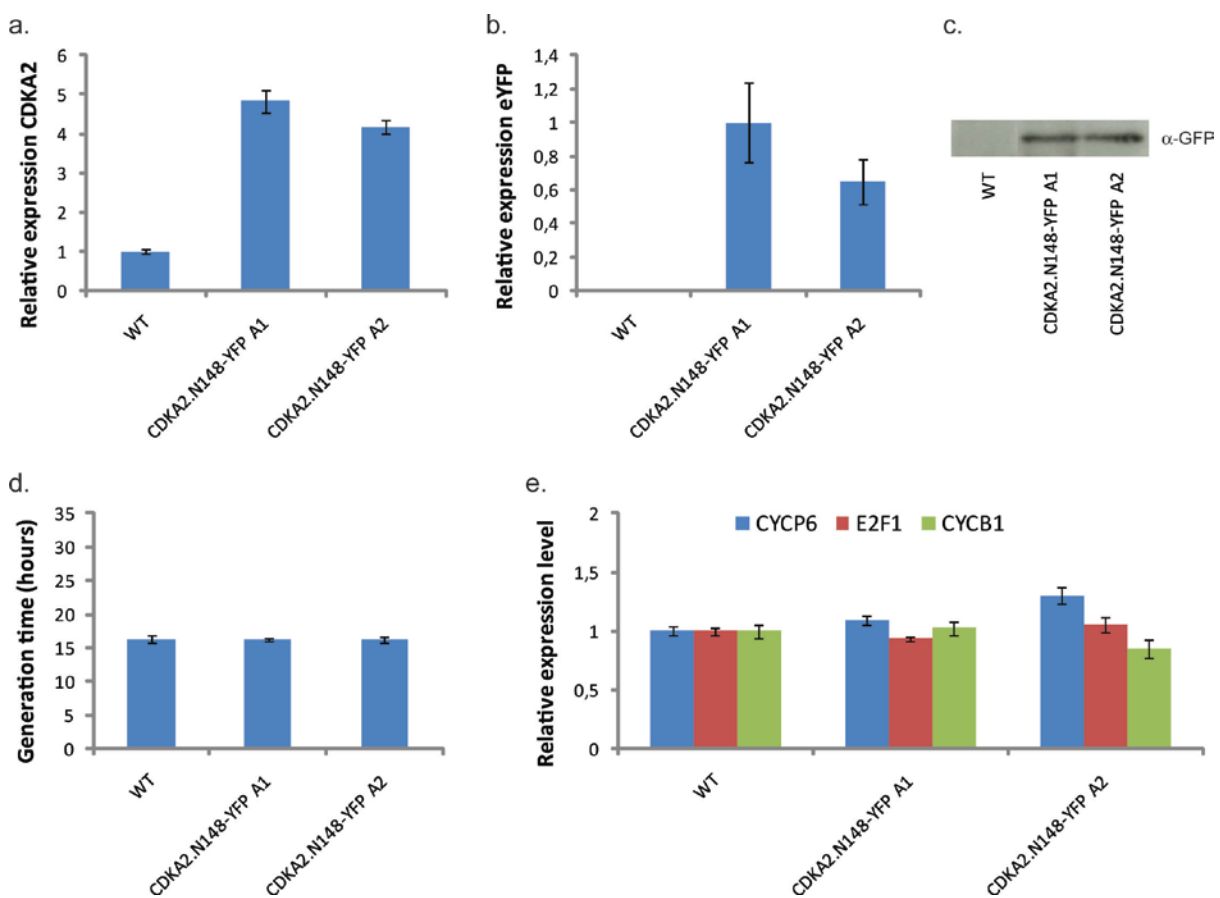 a.
Relative expression CDKA2
6
5
4
3
2
1
0
WT
CDKA2.N148-YFP A1
CDKA2.N148-YFP A2
b.
Relative expression eYFP
1,4
1,2
1
0,8
0,6
0,4
0,2
0
WT
CDKA2.N148-YFP A1
CDKA2.N148-YFP A2
c.
α-GFP
WT
CDKA2.N148-YFP A1
CDKA2.N148-YFP A2
d.
Generation time (hours)
35
30
25
20
15
10
5
0
WT
CDKA2.N148-YFP A1
CDKA2.N148-YFP A2
e.
Relative expression level
2
1,5
1
0,5
0
CYCP6 E2F1 CYCB1
WT
CDKA2.N148-YFP A1
CDKA2.N148-YFP A2